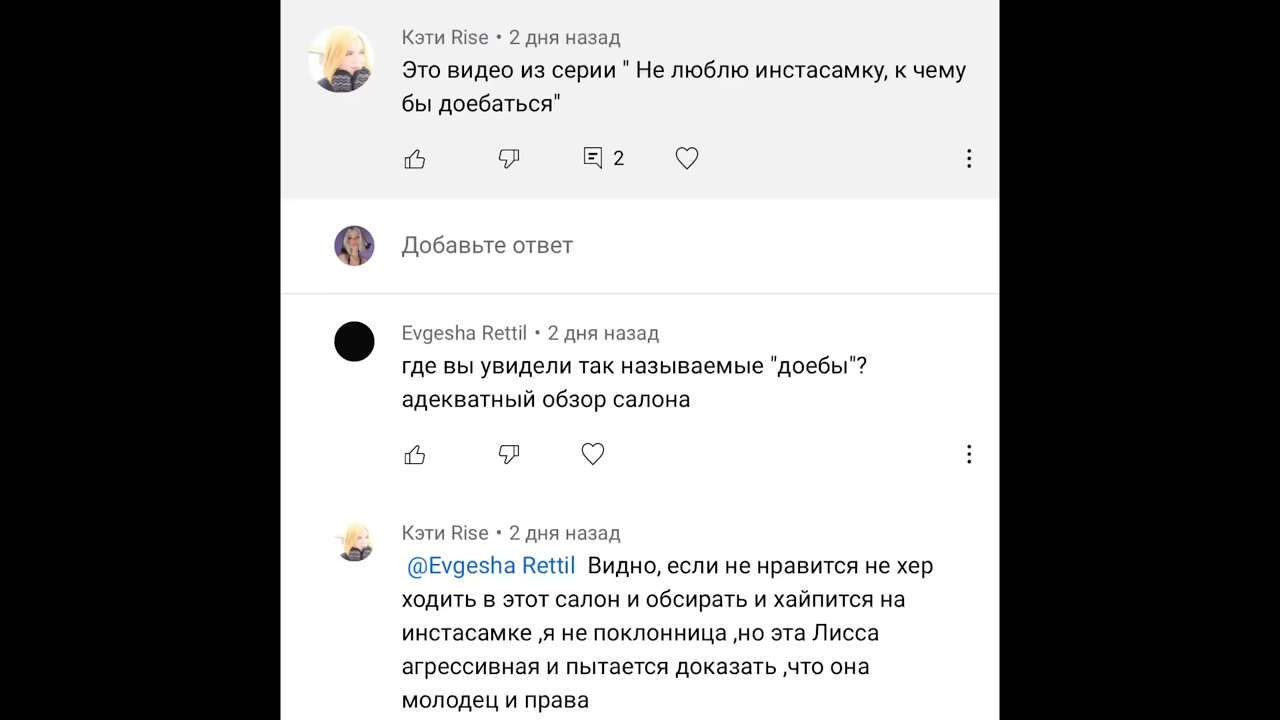 Кэти Rise • 2 дня назад
Это видео из серии " Не люблю инстасамку, к чему
бы доебаться"
2
Добавьте ответ
Evgesha Rettil • 2 дня назад
где вы увидели так называемые "доебы"?
адекватный обзор салона
Кэти Rise • 2 дня назад
@Evgesha Rettil Видно, если не нравится не хер
ходить в этот салон и обсирать и хайпится на
инстасамке ,я не поклонница ,но эта Лисса
агрессивная и пытается доказать ,что она
молодец и права